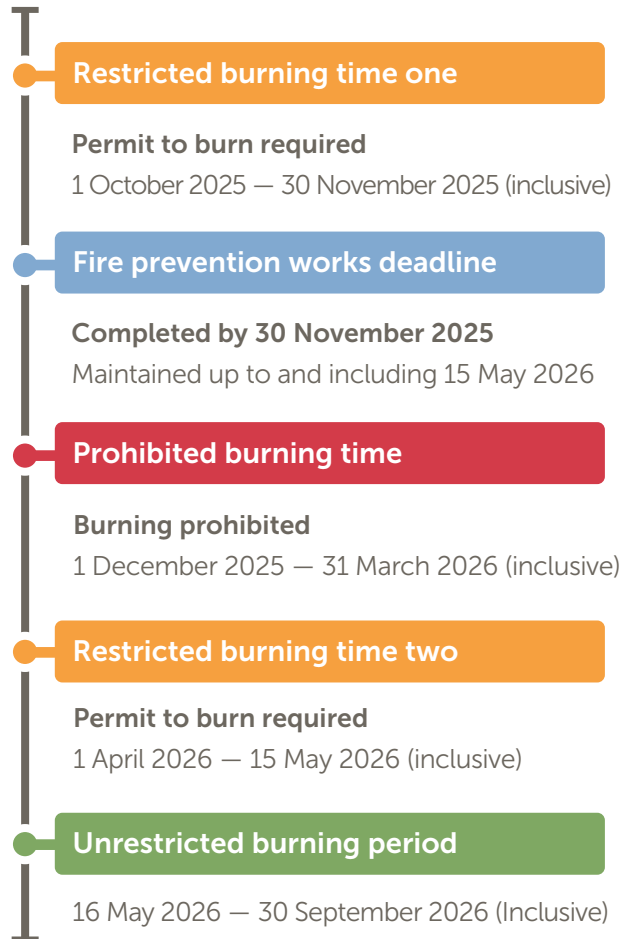 Restricted burning time one
Permit to burn required
1 October 2025 — 30 November 2025 (inclusive)
Fire prevention works deadline
Completed by 30 November 2025
Maintained up to and including 15 May 2026
Prohibited burning time
Burning prohibited
1 December 2025 — 31 March 2026 (inclusive)
Restricted burning time two
Permit to burn required
1 April 2026 — 15 May 2026 (inclusive)
Unrestricted burning period
16 May 2026 — 30 September 2026 (Inclusive)